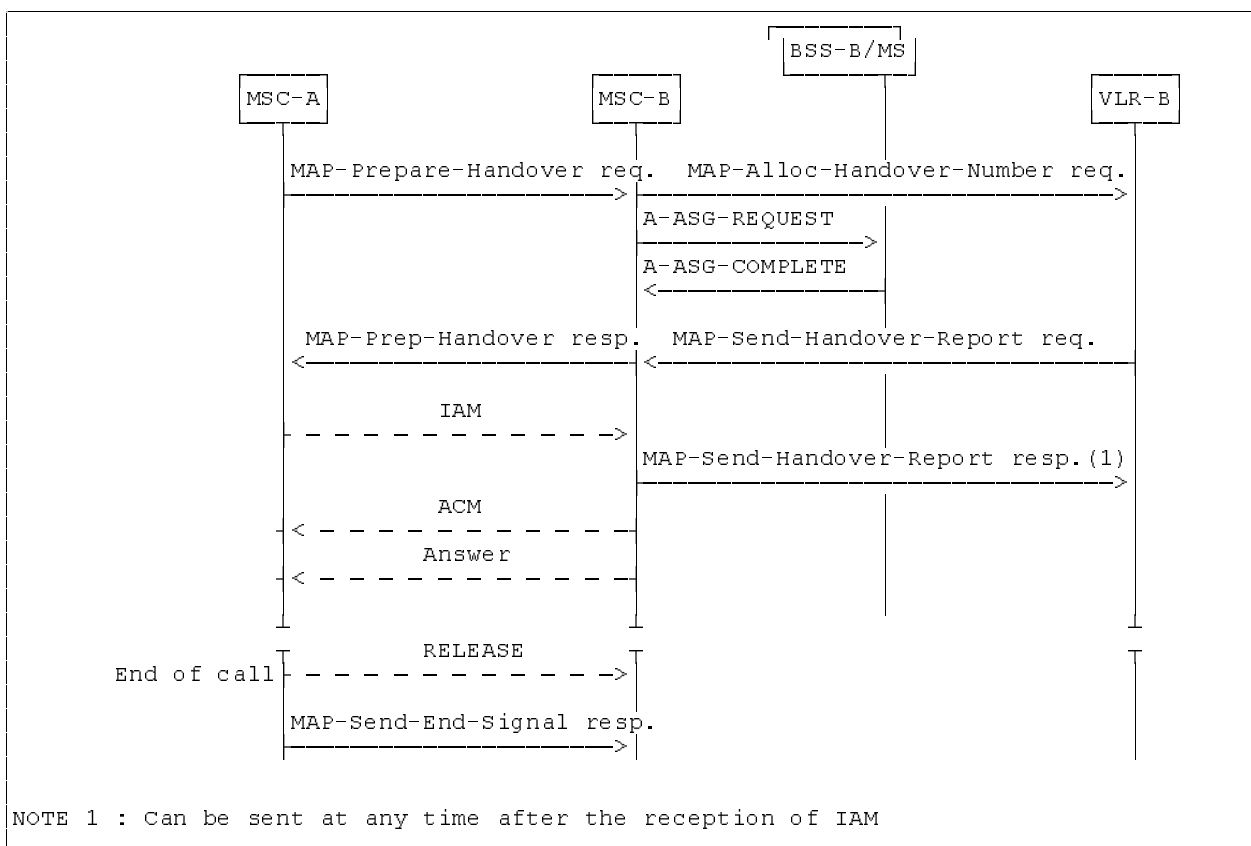 BSS-B/MS
MSC-A MSC-B VLR-B
MAP-Prepare-Handover req. MAP-Alloc-Handover-Number req.
A-ASG-REQUEST
A-ASG-COMPLETE
MAP-Prep-Handover resp. MAP-Send-Handover-Report req.
IAM
MAP-Send-Handover-Report resp.(1)
ACM
Answer
RELEASE
End of call
MAP-Send-End-Signal resp.
NOTE 1 : Can be sent at any time after the reception of IAM